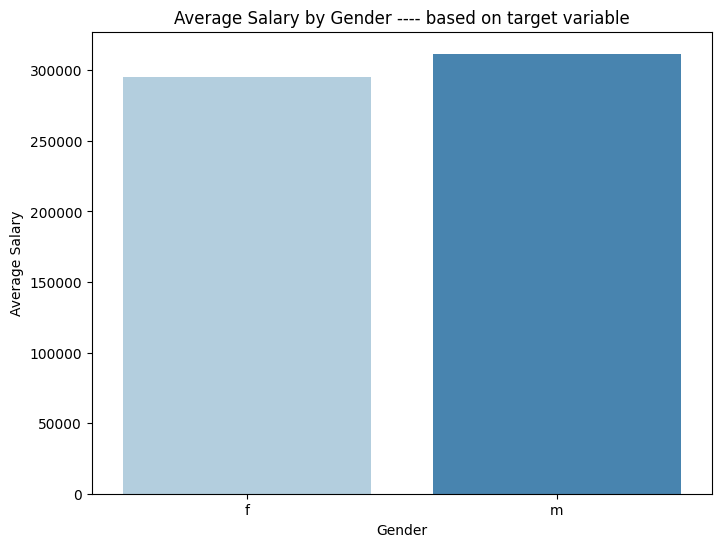 Average Salary by Gender ---- based on target variable
300000
250000
200000
150000
100000
50000
0
Average Salary
f
m
Gender